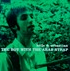 belle & sebastian
THE BOY WITH THE ARAB STRAP